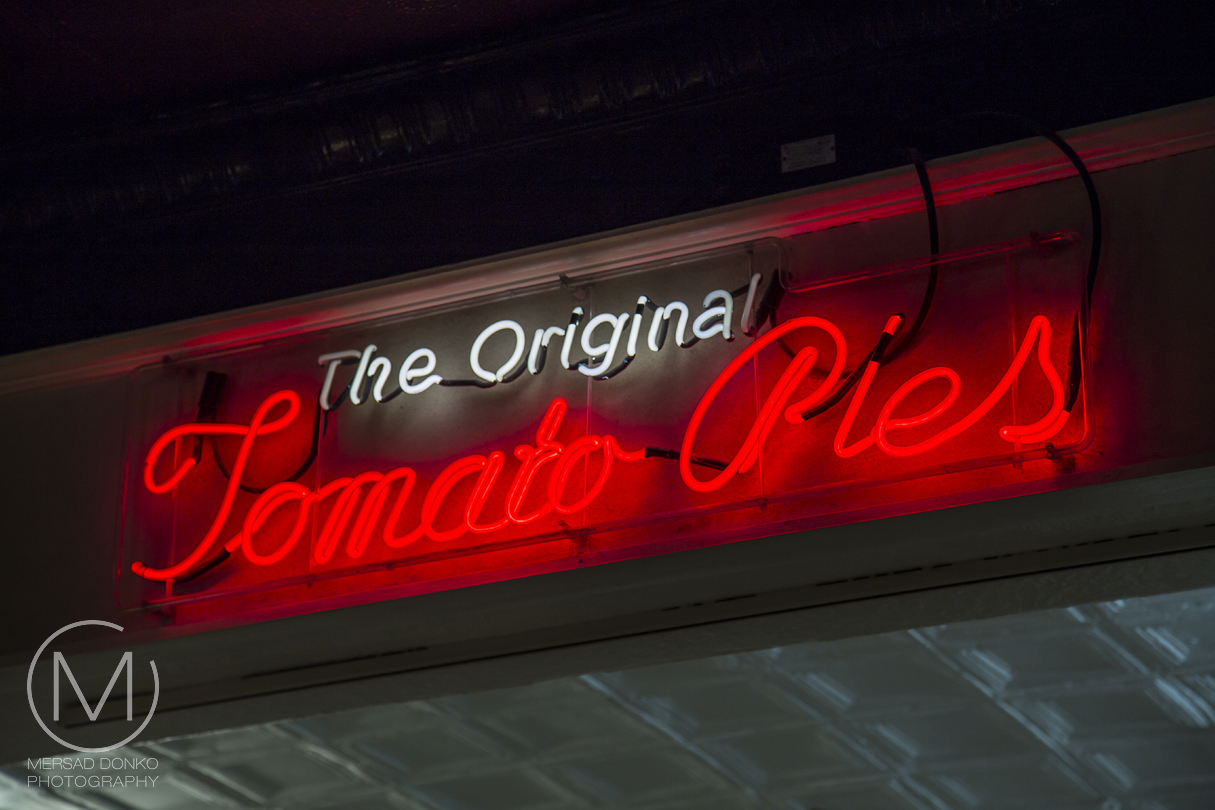 The Original
Tomato Pies
M
MERSAD DONKO
PHOTOGRAPHY